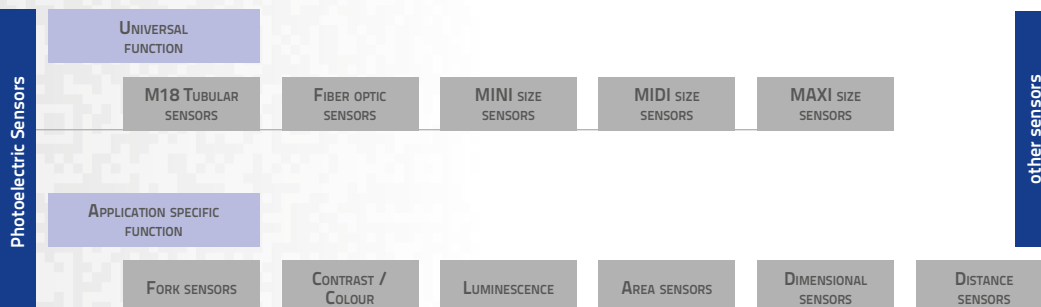 Photoelectric Sensors
UNIVERSAL
FUNCTION
M18 TUBULAR
SENSORS
FIBER OPTIC
SENSORS
MINI SIZE
SENSORS
MIDI SIZE
SENSORS
MAXI SIZE
SENSORS
APPLICATION SPECIFIC
FUNCTION
FORK SENSORS
CONTRAST /
COLOUR
LUMINESCENCE
AREA SENSORS
DIMENSIONAL
SENSORS
DISTANCE
SENSORS
other sensors